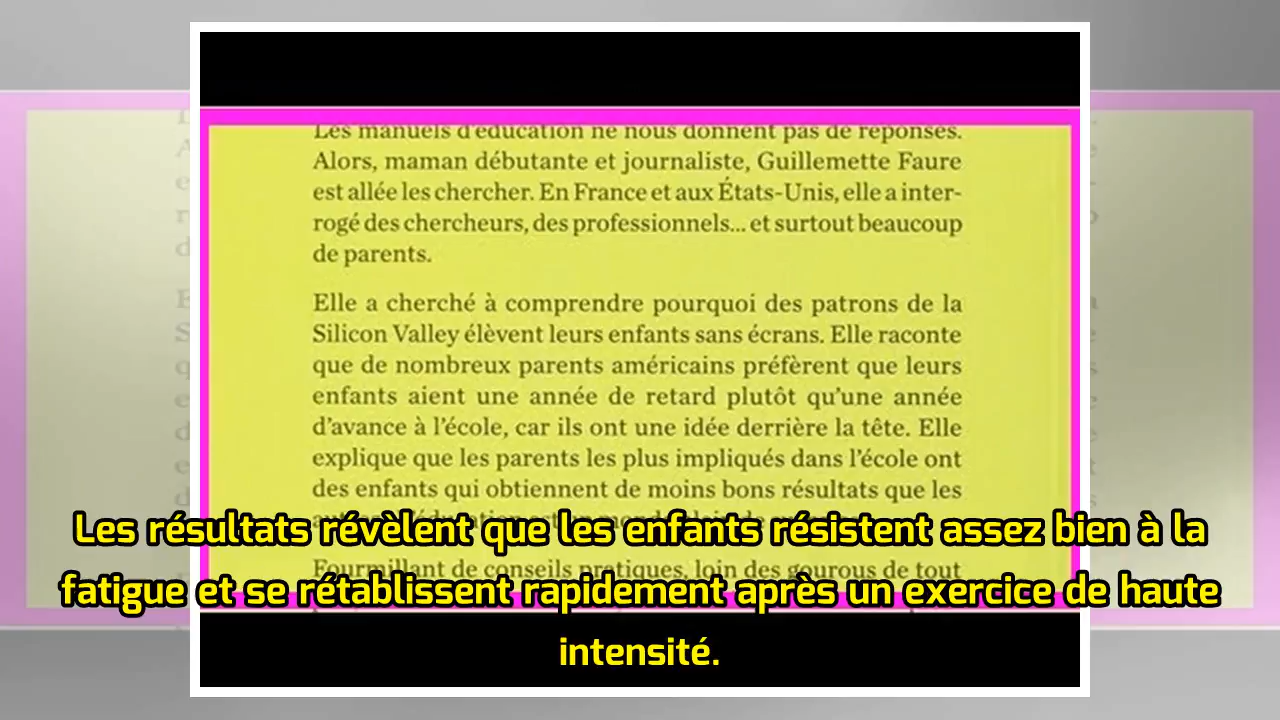 Les manuels d'éducation ne nous donnent pas de réponses.
Alors, maman débutante et journaliste, Guillemette Faure
est allée les chercher. En France et aux États-Unis, elle a inter-
rogé des chercheurs, des professionnels... et surtout beaucoup
de parents.
Elle a cherché à comprendre pourquoi des patrons de la
Silicon Valley élèvent leurs enfants sans écrans. Elle raconte
que de nombreux parents américains préfèrent que leurs
enfants aient une année de retard plutôt qu'une année
d'avance à l'école, car ils ont une idée derrière la tête. Elle
explique que les parents les plus impliqués dans l'école ont
des enfants qui obtiennent de moins bons résultats que les
Fourmillant de conseils pratiques, loin des gourous de tout
Les résultats révèlent que les enfants résistent assez bien à la
fatigue et se rétablissent rapidement après un exercice de haute
intensité.